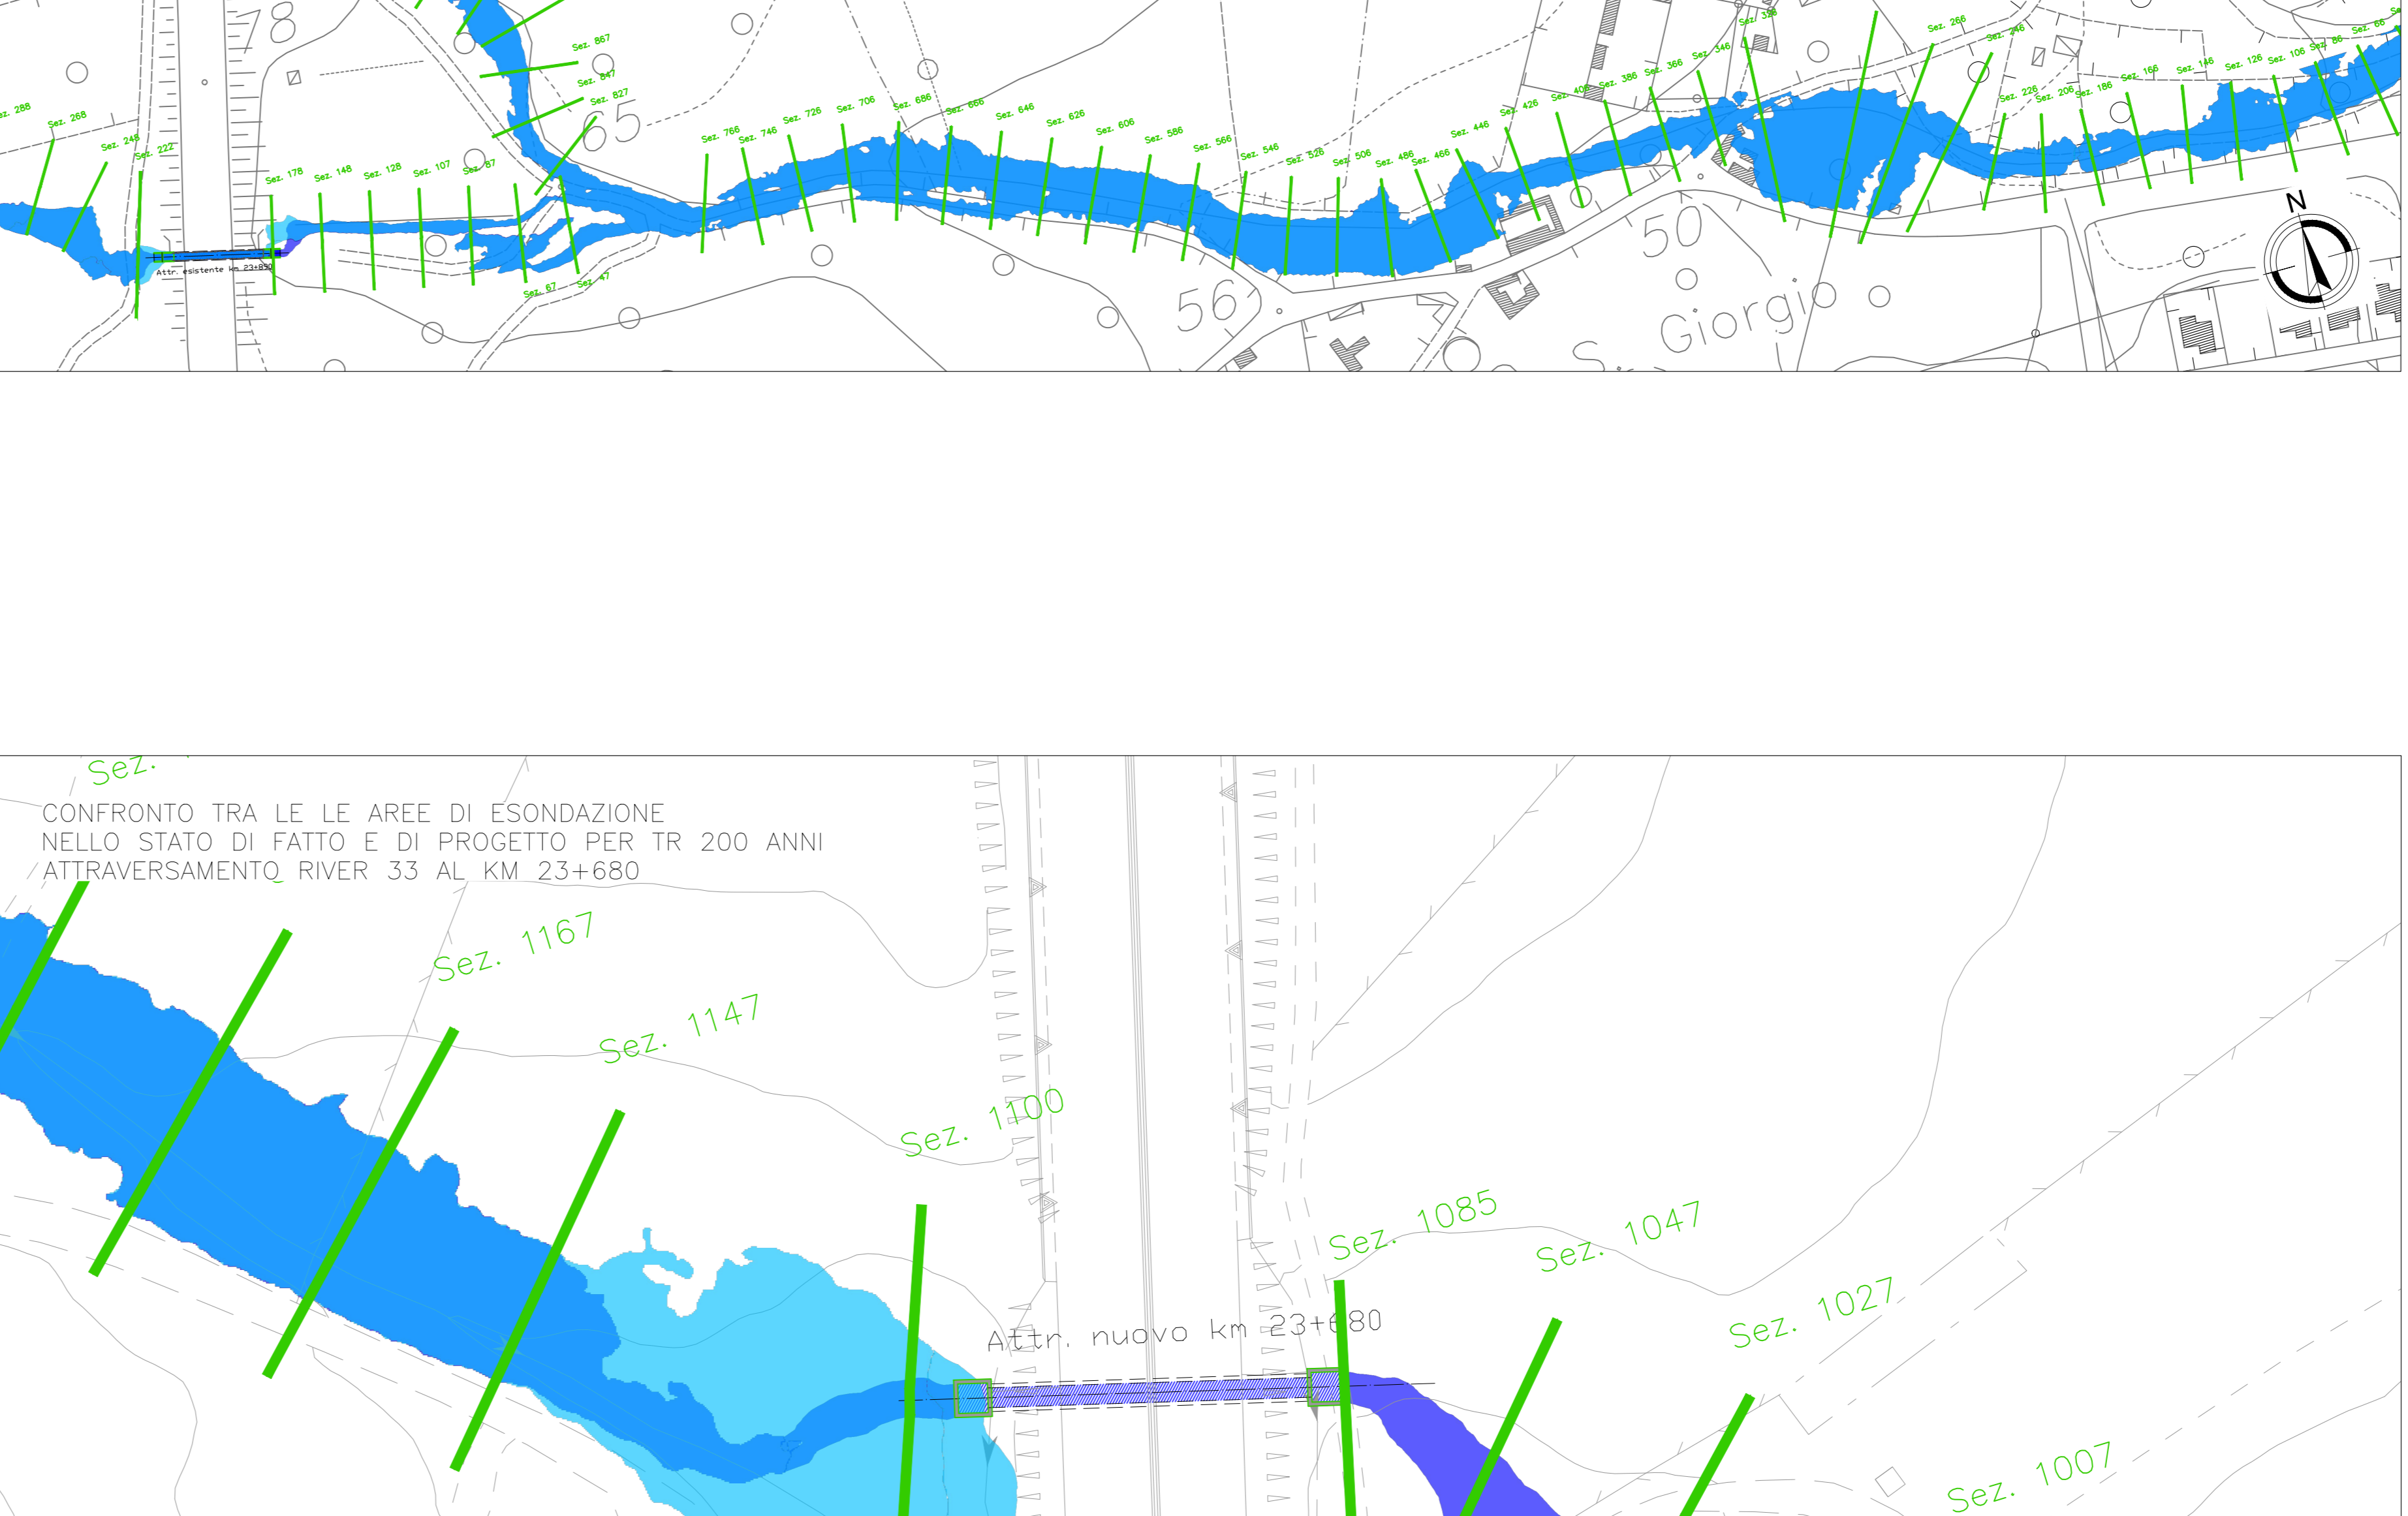 78
Sez. 867
Sez. 847
Sez. 827
65
Sez. 288
Sez. 268
Sez. 248
Sez. 222
Sez. 178
Sez. 148
Sez. 128
Sez. 107
Sez. 87
Sez. 67
Sez. 47
Attr. esistente km 23+890
Sez. 766
Sez. 746
Sez. 726
Sez. 706
Sez. 686
Sez. 666
Sez. 646
Sez. 626
Sez. 606
Sez. 586
Sez. 566
Sez. 546
Sez. 526
Sez. 506
Sez. 486
Sez. 466
Sez. 446
Sez. 426
Sez. 386
Sez. 366
Sez. 346
Sez. 266
Sez. 246
Sez. 226
Sez. 206
Sez. 186
Sez. 166
Sez. 146
Sez. 126
Sez. 106
Sez. 86
Sez. 66
N
50
56
S. Giorgio
Sez.
CONFRONTO TRA LE LE AREE DI ESONDAZIONE
NELLO STATO DI FATTO E DI PROGETTO PER TR 200 ANNI
ATTRAVERSAMENTO RIVER 33 AL KM 23+680
Sez. 1167
Sez. 1147
Sez. 1100
Sez. 1085
Sez. 1047
Attr. nuovo km 23+680
Sez. 1027
Sez. 1007